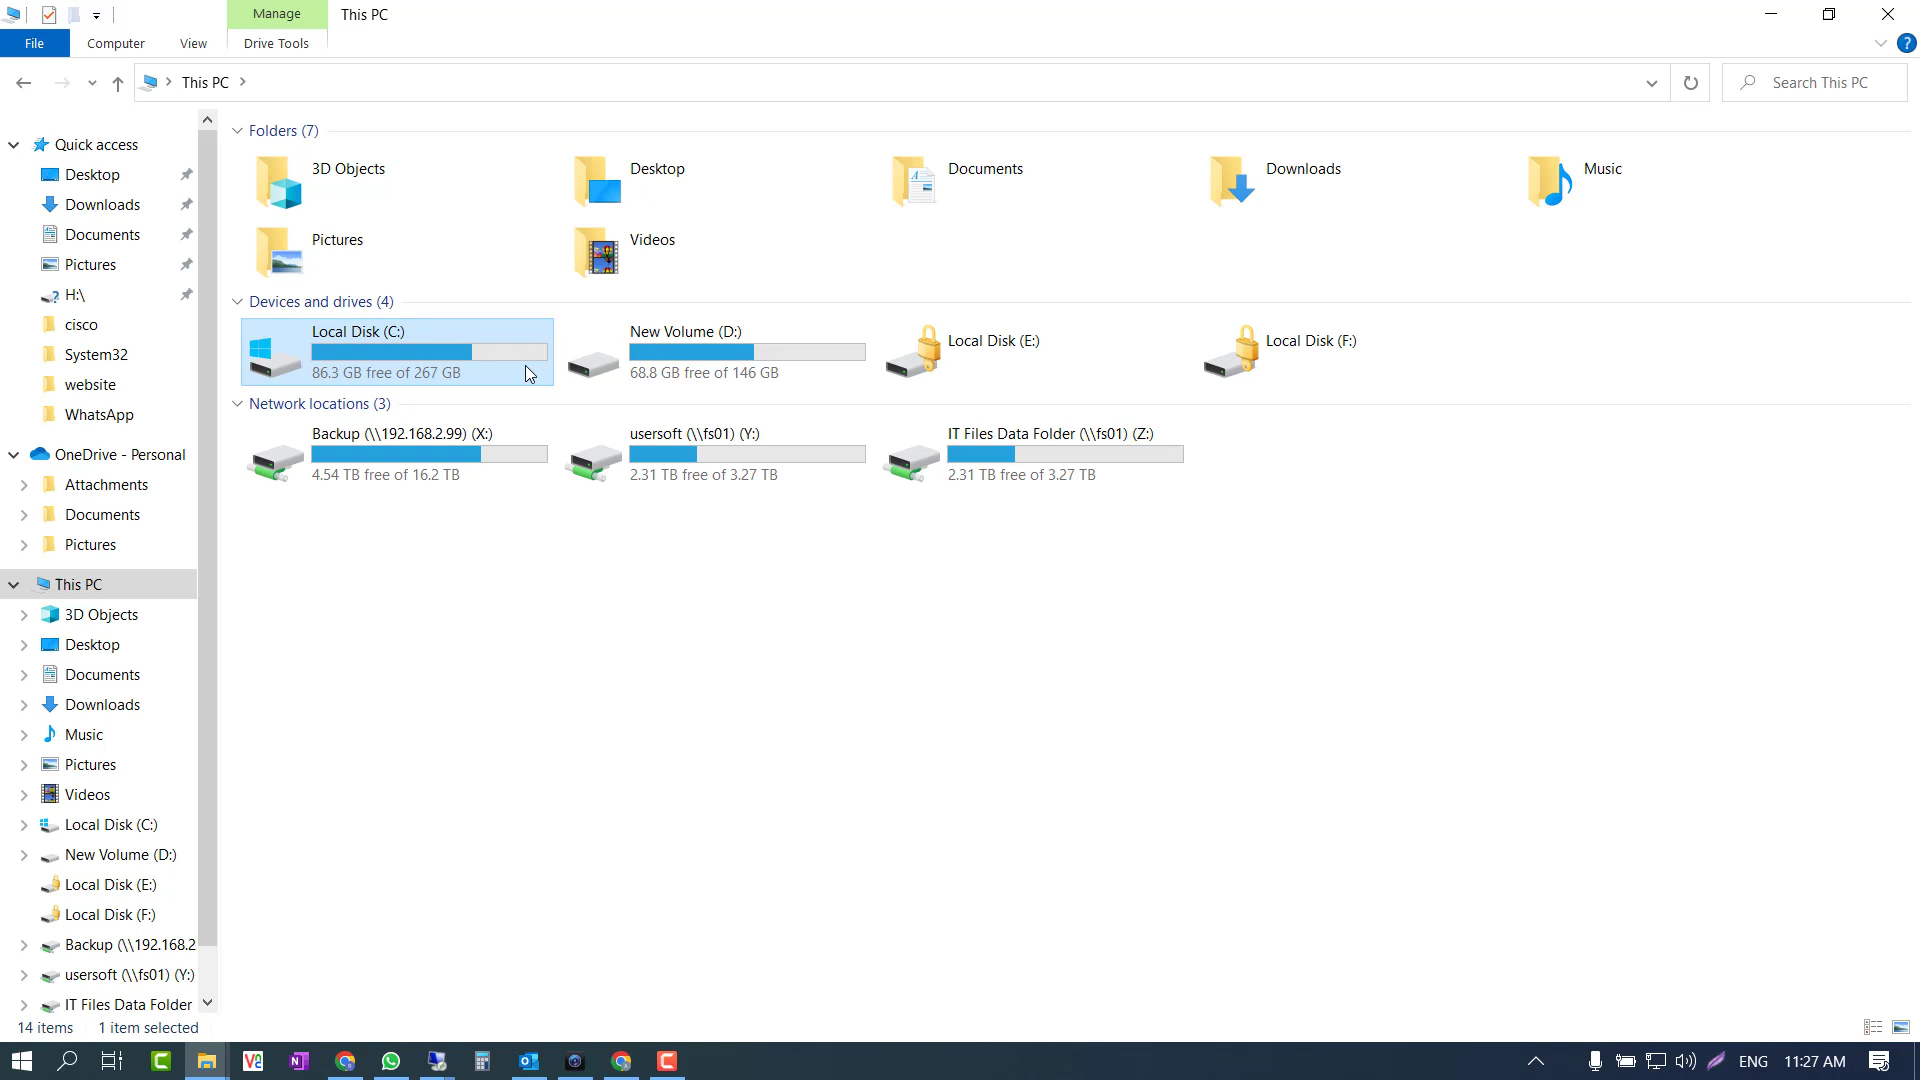 Manage
This PC
File
Computer
View
Drive Tools
This PC
Search This PC
Quick access
Desktop
Downloads
Documents
Pictures
H:\
cisco
System32
website
WhatsApp
OneDrive - Personal
Attachments
Documents
Pictures
This PC
3D Objects
Desktop
Documents
Downloads
Music
Pictures
Videos
Local Disk (C:)
New Volume (D:)
Local Disk (E:)
Local Disk (F:)
Backup (\\192.168.2
usersoft (\\fs01) (Y:)
IT Files Data Folder
Folders (7)
3D Objects
Desktop
Documents
Downloads
Music
Pictures
Videos
Devices and drives (4)
Local Disk (C:)
86.3 GB free of 267 GB
New Volume (D:)
68.8 GB free of 146 GB
Local Disk (E:)
Local Disk (F:)
Network locations (3)
Backup (\\192.168.2.99) (X:)
4.54 TB free of 16.2 TB
usersoft (\\fs01) (Y:)
2.31 TB free of 3.27 TB
IT Files Data Folder (\\fs01) (Z:)
2.31 TB free of 3.27 TB
14 items
1 item selected
ENG
11:27 AM